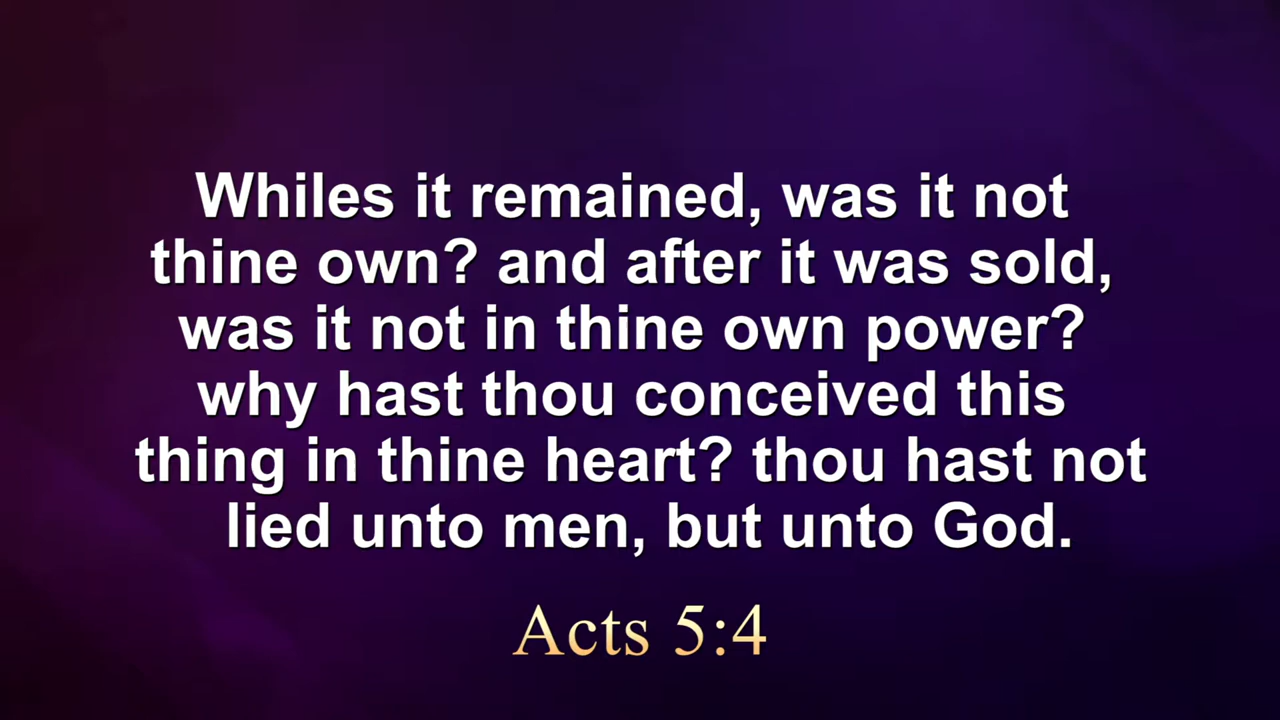 Whiles it remained, was it not
thine own? and after it was sold,
was it not in thine own power?
why hast thou conceived this
thing in thine heart? thou hast not
lied unto men, but unto God.
Acts 5:4